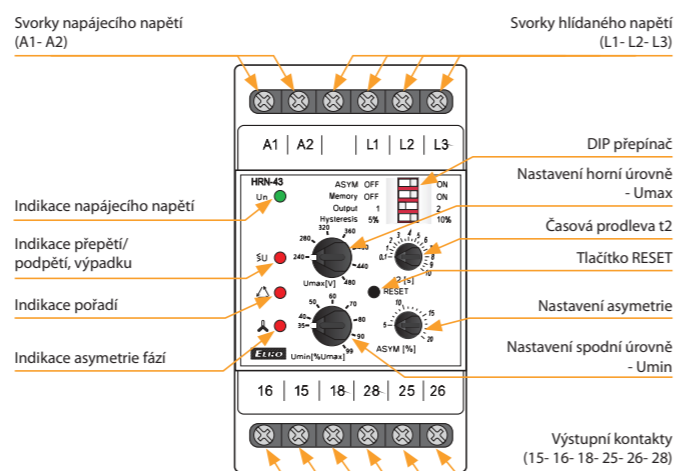 Svorky napájecího napětí
(A1- A2)
Svorky hlídaného napětí
(L1- L2- L3)
A1 A2 L1 L2 L3
DIP přepínač
HRN-43
Un
ASYM OFF ON
Memory OFF ON
Output 1 2
Hysteresis 5% 10%
Nastavení horní úrovně
- Umax
Indikace napájecího napětí
Časová prodleva t2
240 280 320 360 440 480
Umax[V]
0,1 1 2 3 4 5 6 8 9 10
Indikace přepětí/
podpětí, výpadku
Tlačítko RESET
RESET
Indikace pořadí
Nastavení asymetrie
35 40 50 60 70 80 90 99
Umin[%Umax]
5 10 15 20
ASYM [%]
Indikace asymetrie fází
Nastavení spodní úrovně
- Umin
ELKO
16 15 18 28 25 26
Výstupní kontakty
(15- 16- 18- 25- 26- 28)